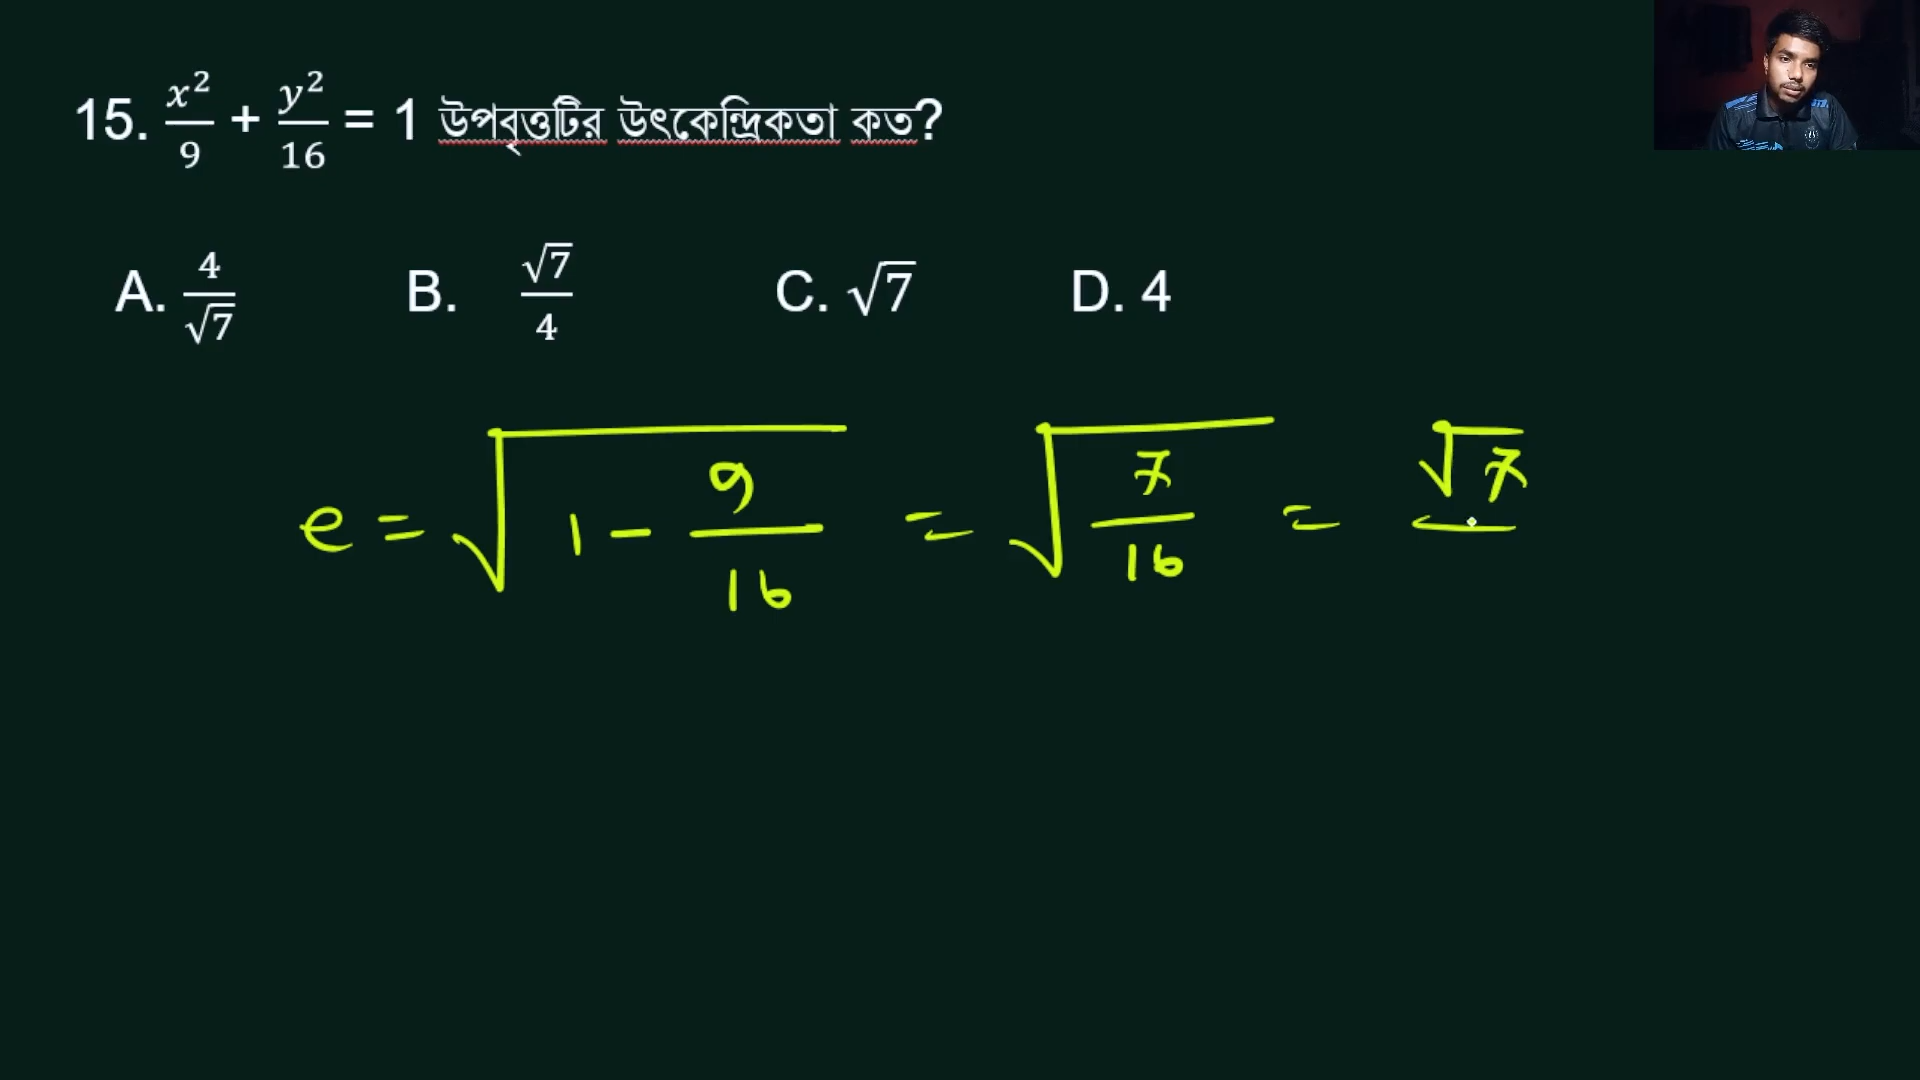 15. x²/9 + y²/16 = 1 উপবৃত্তটির উৎকেন্দ্রিকতা কত?
A. 4/√7 B. √7/4 C. √7 D. 4
e = √(1 - 9/16) = √(7/16) = √7/